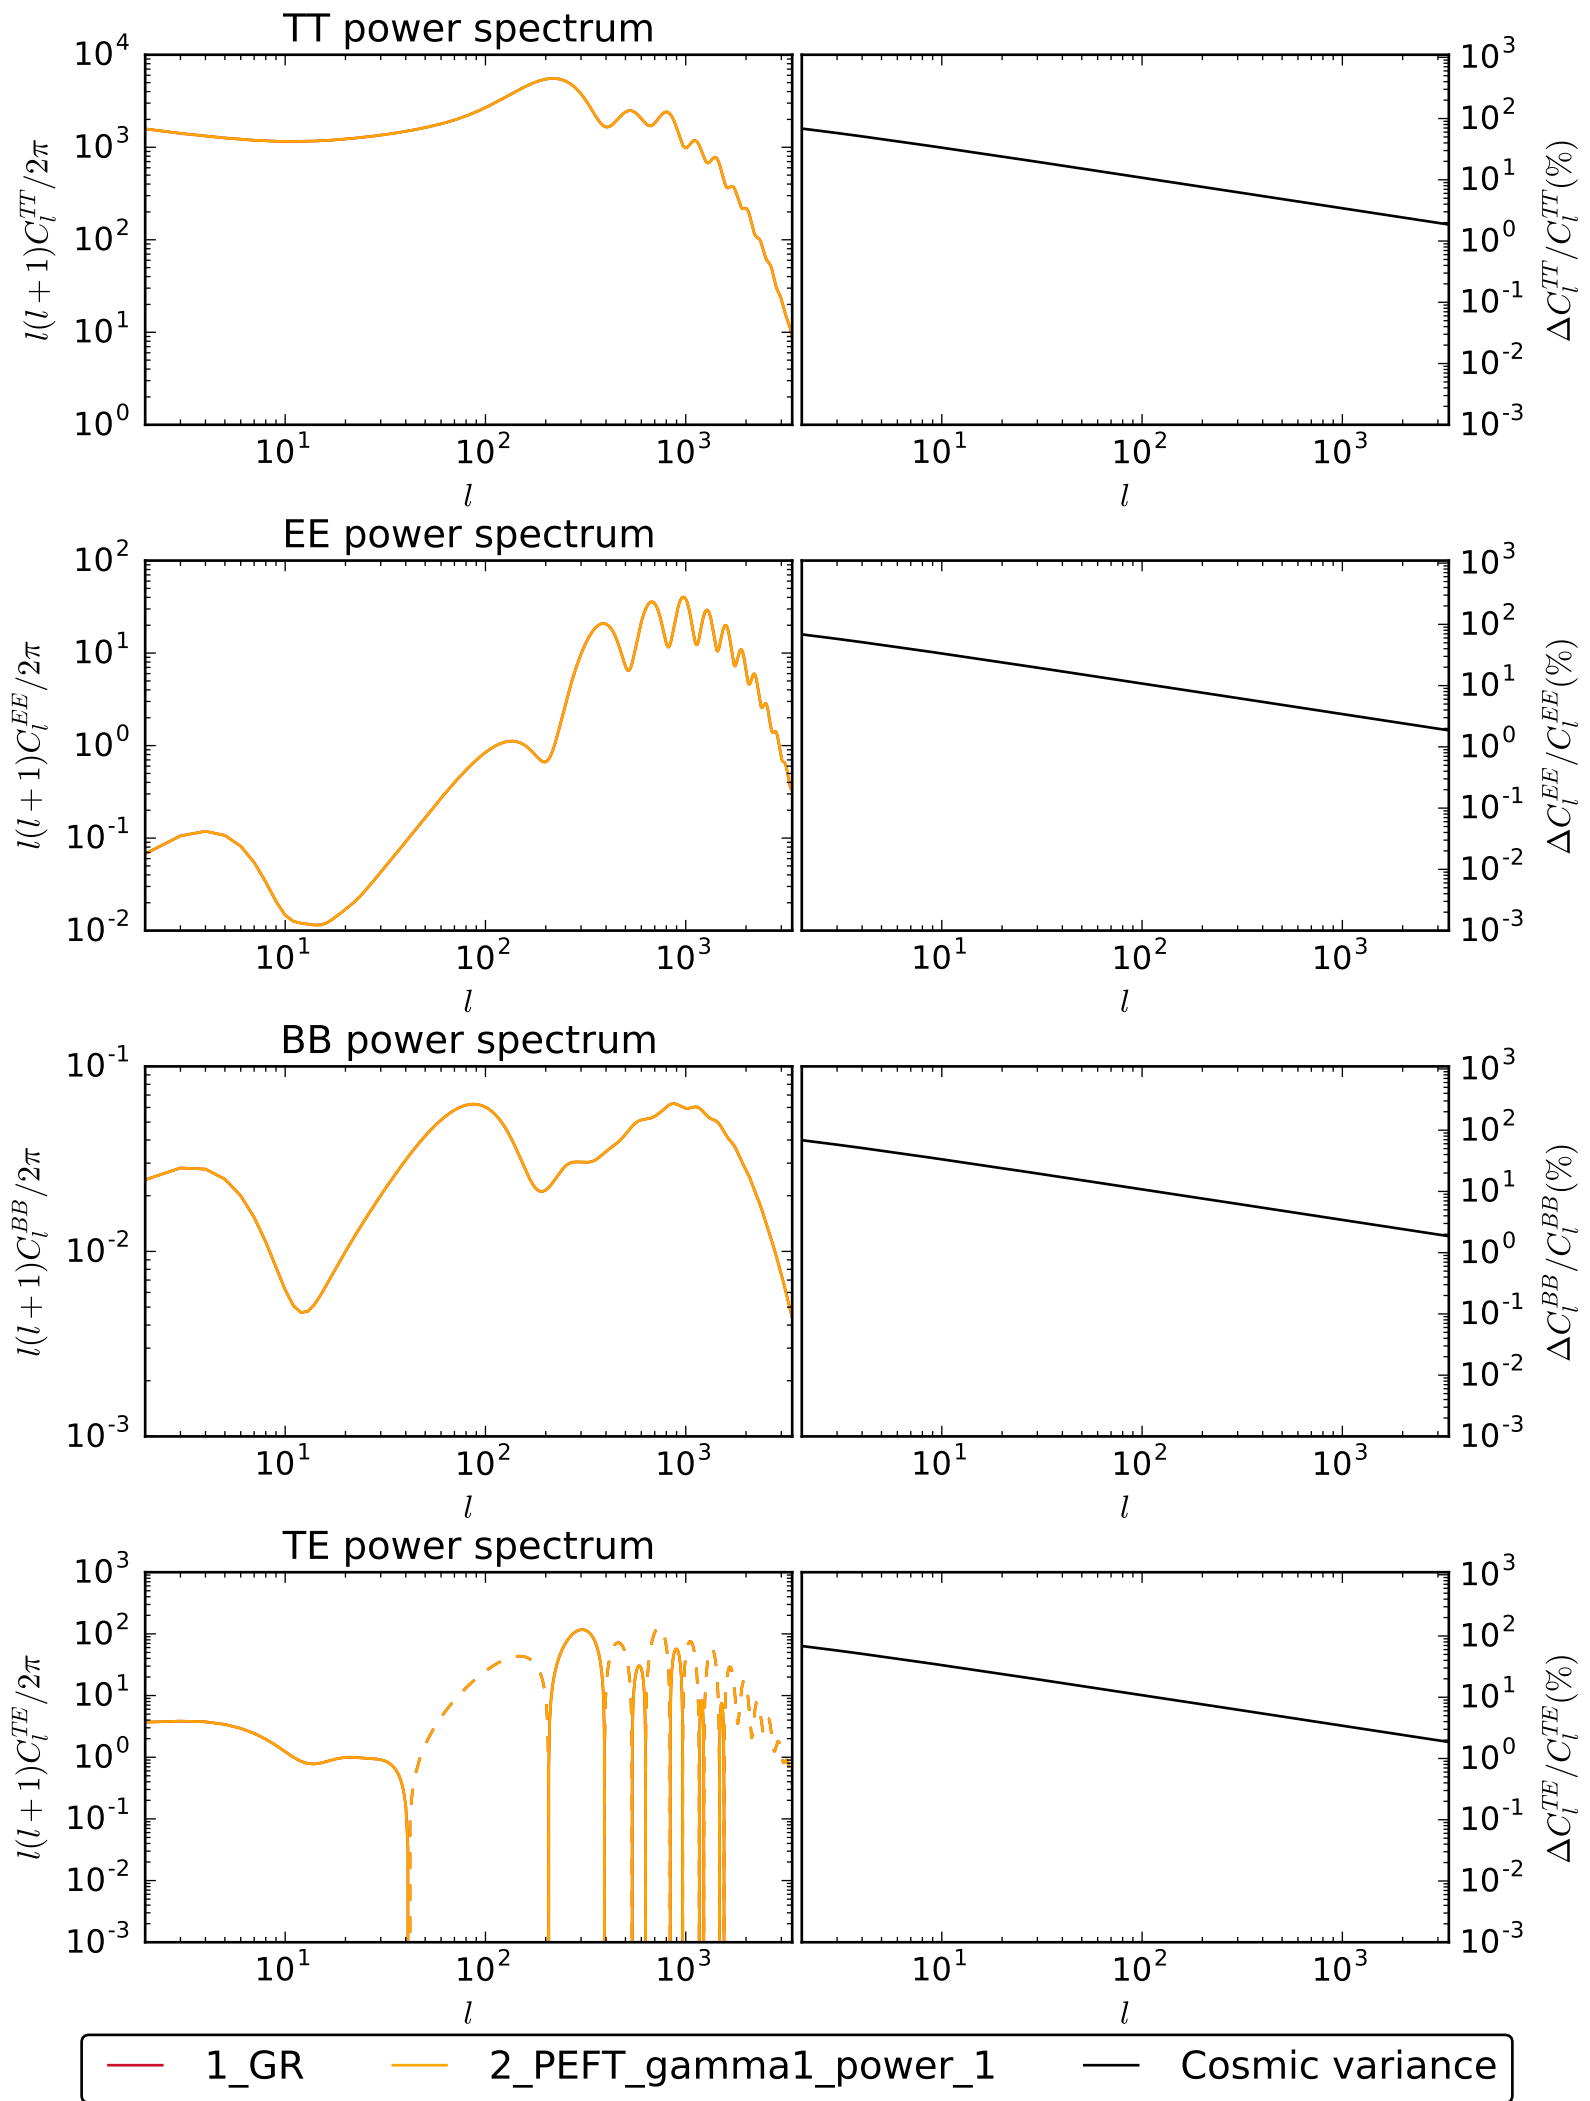 TT power spectrum
10^4
10^3
10^2
10^1
10^0
l(l+1)C_l^{TT}/2π
10^1 10^2 10^3
l
10^3
10^2
10^1
10^0
10^-1
10^-2
10^-3
ΔC_l^{TT}/C_l^{TT}(%)
10^1 10^2 10^3
l
EE power spectrum
10^2
10^1
10^0
10^-1
10^-2
l(l+1)C_l^{EE}/2π
10^1 10^2 10^3
l
10^3
10^2
10^1
10^0
10^-1
10^-2
10^-3
ΔC_l^{EE}/C_l^{EE}(%)
10^1 10^2 10^3
l
BB power spectrum
10^-1
10^-2
10^-3
l(l+1)C_l^{BB}/2π
10^1 10^2 10^3
l
10^3
10^2
10^1
10^0
10^-1
10^-2
10^-3
ΔC_l^{BB}/C_l^{BB}(%)
10^1 10^2 10^3
l
TE power spectrum
10^3
10^2
10^1
10^0
10^-1
10^-2
10^-3
l(l+1)C_l^{TE}/2π
10^1 10^2 10^3
l
10^3
10^2
10^1
10^0
10^-1
10^-2
10^-3
ΔC_l^{TE}/C_l^{TE}(%)
10^1 10^2 10^3
l
1_GR 2_PEFT_gamma1_power_1 Cosmic variance